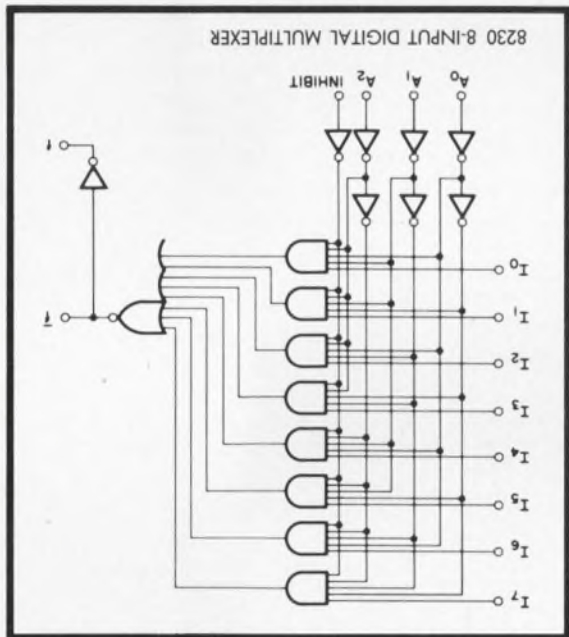 I₇
I₆
I₅
I₄
I₃
I₂
I₁
f̄
I₀
f
A₀ A₁ A₂ INHIBIT
8230 8-INPUT DIGITAL MULTIPLEXER